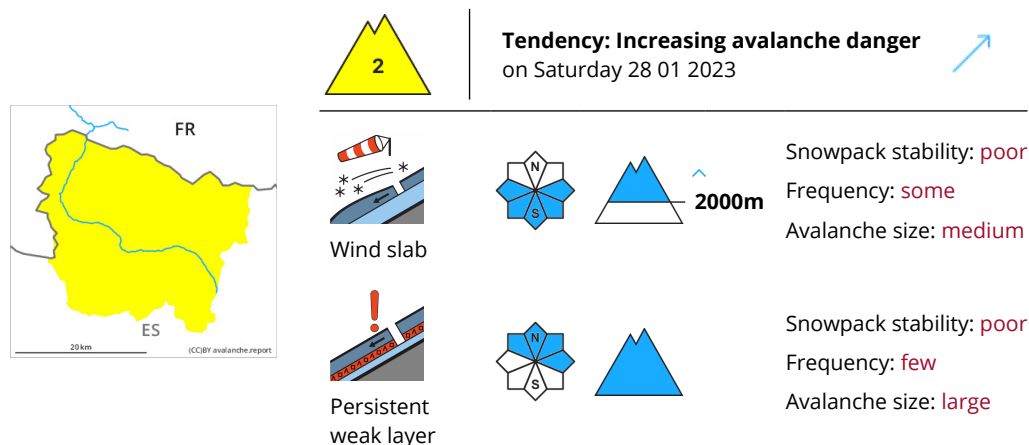 2
Tendency: Increasing avalanche danger
on Saturday 28 01 2023
FR
ES
20 km
(CC)BY avalanche.report
Wind slab
N
S
2000m
Snowpack stability: poor
Frequency: some
Avalanche size: medium
Persistent
weak layer
N
S
Snowpack stability: poor
Frequency: few
Avalanche size: large